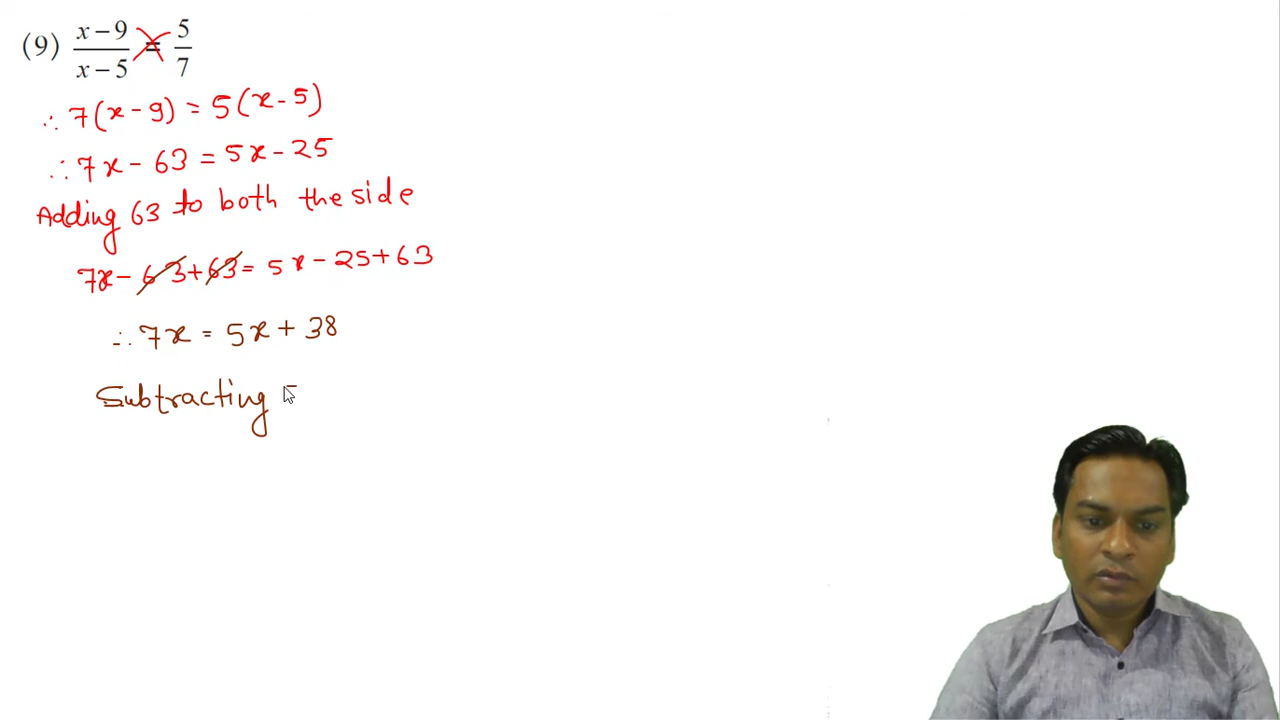 (9) x – 9 / x – 5 = 5 / 7
∴ 7(x – 9) = 5(x – 5)
∴ 7x – 63 = 5x – 25
Adding 63 to both the side
7x – 63 + 63 = 5x – 25 + 63
∴ 7x = 5x + 38
Subtracting